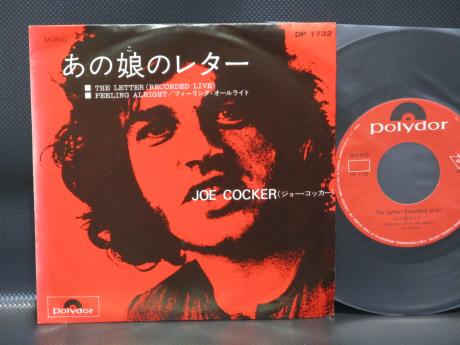 MONO
DP 1732
あの娘のレター
■ THE LETTER (RECORDED LIVE)
■ FEELING ALRIGHT/フィーリング・オールライト
JOE COCKER(ジョー・コッカー)
polydor
polydor
MONO
The Letter (Recorded Live)